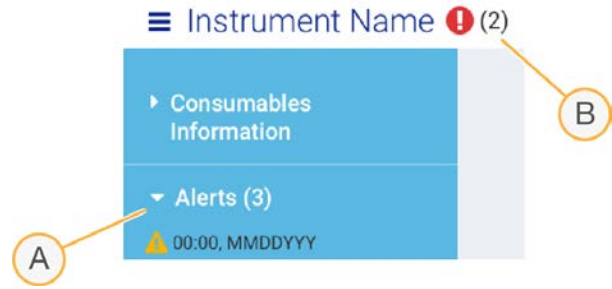 Instrument Name (2)
B
Consumables
Information
Alerts (3)
A
00:00, MMDDYYY